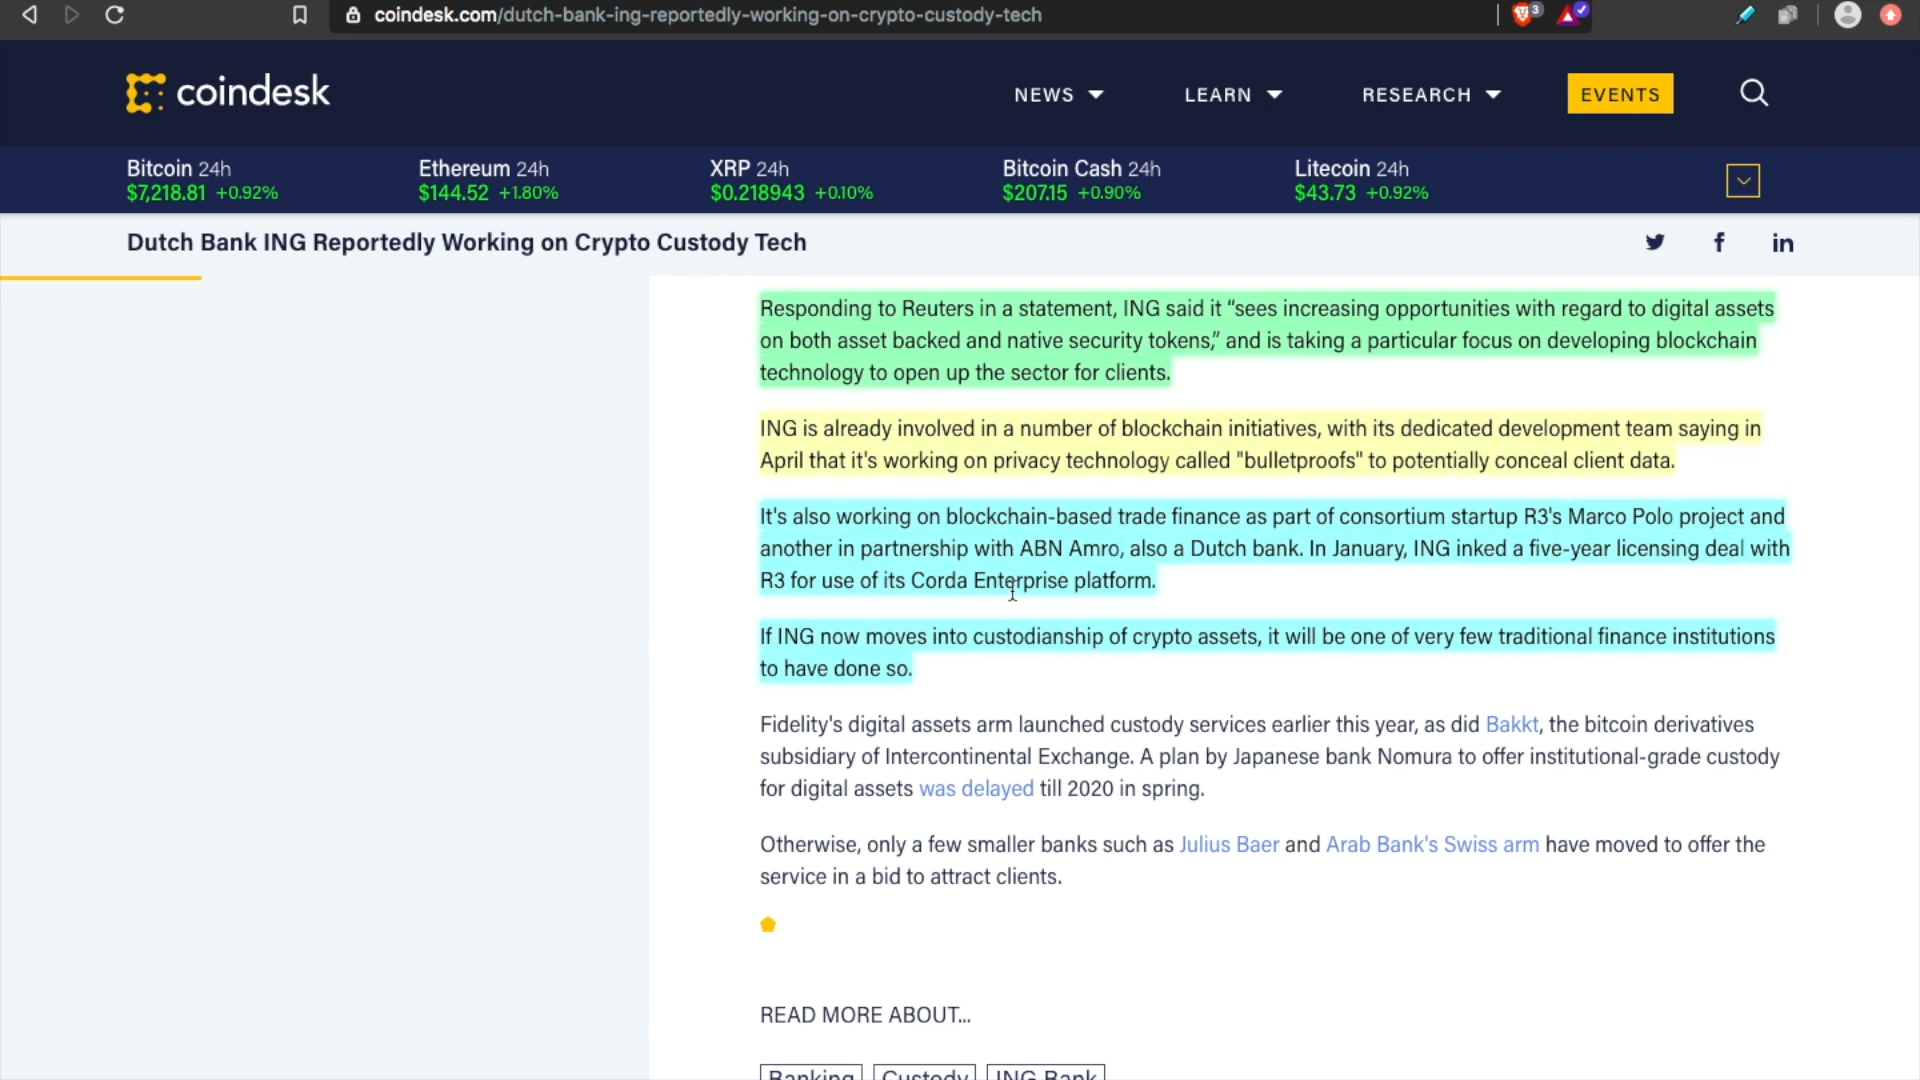 coindesk.com/dutch-bank-ing-reportedly-working-on-crypto-custody-tech
3
coindesk
NEWS LEARN RESEARCH EVENTS
Bitcoin 24h Ethereum 24h XRP 24h Bitcoin Cash 24h Litecoin 24h
$7,218.81 +0.92% $144.52 +1.80% $0.218943 +0.10% $207.15 +0.90% $43.73 +0.92%
Dutch Bank ING Reportedly Working on Crypto Custody Tech
Responding to Reuters in a statement, ING said it “sees increasing opportunities with regard to digital assets
on both asset backed and native security tokens,” and is taking a particular focus on developing blockchain
technology to open up the sector for clients.
ING is already involved in a number of blockchain initiatives, with its dedicated development team saying in
April that it's working on privacy technology called "bulletproofs" to potentially conceal client data.
It's also working on blockchain-based trade finance as part of consortium startup R3's Marco Polo project and
another in partnership with ABN Amro, also a Dutch bank. In January, ING inked a five-year licensing deal with
R3 for use of its Corda Enterprise platform.
If ING now moves into custodianship of crypto assets, it will be one of very few traditional finance institutions
to have done so.
Fidelity's digital assets arm launched custody services earlier this year, as did Bakkt, the bitcoin derivatives
subsidiary of Intercontinental Exchange. A plan by Japanese bank Nomura to offer institutional-grade custody
for digital assets was delayed till 2020 in spring.
Otherwise, only a few smaller banks such as Julius Baer and Arab Bank's Swiss arm have moved to offer the
service in a bid to attract clients.
READ MORE ABOUT...
Banking Custody ING Bank